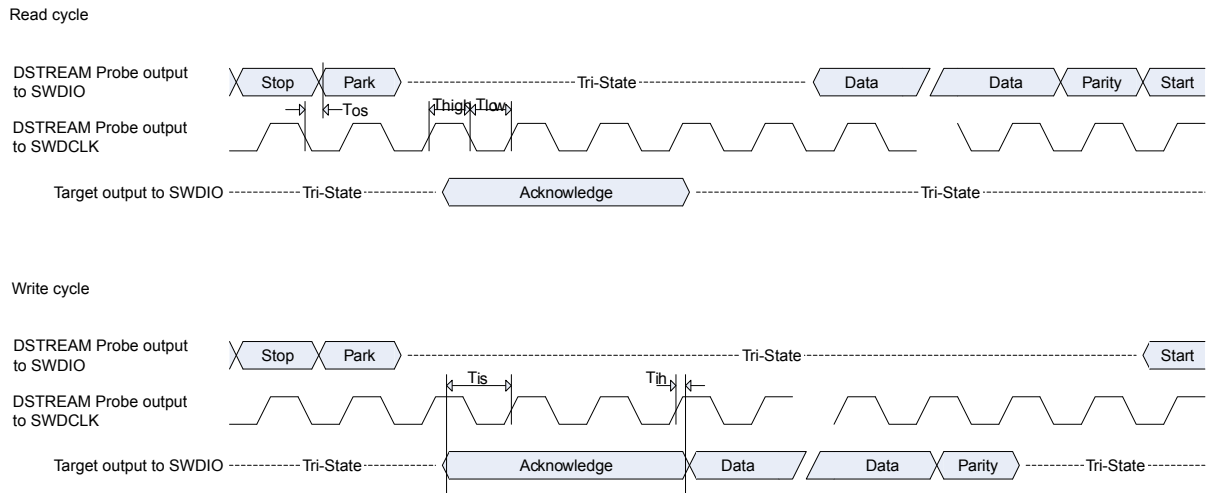 Read cycle
DSTREAM Probe output
to SWDIO
Stop Park Tri-State Data Data Parity Start
Tos Thigh Tlow
DSTREAM Probe output
to SWDCLK
Target output to SWDIO Tri-State Acknowledge Tri-State
Write cycle
DSTREAM Probe output
to SWDIO
Stop Park Tri-State Start
Tis Tih
DSTREAM Probe output
to SWDCLK
Target output to SWDIO Tri-State Acknowledge Data Data Parity Tri-State